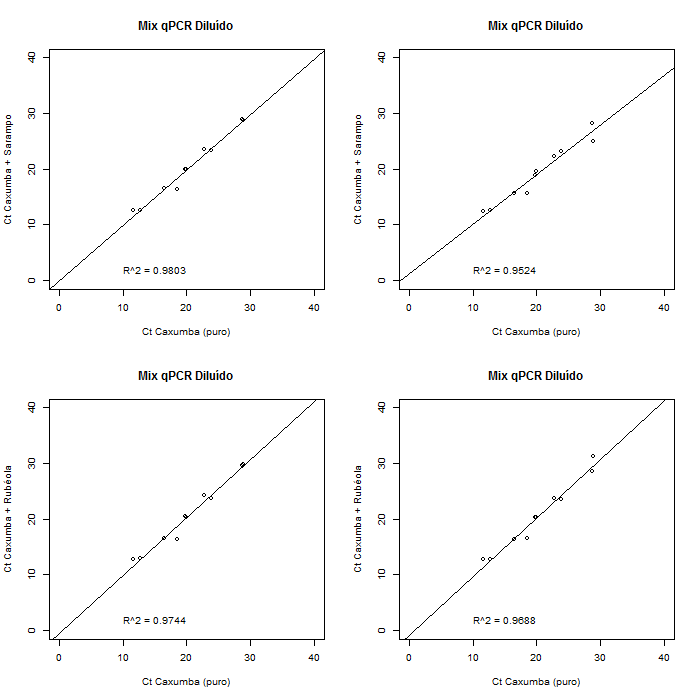 Mix qPCR Diluído
Ct Caxumba + Sarampo
40
30
20
10
0
R^2 = 0.9803
0 10 20 30 40
Ct Caxumba (puro)
Mix qPCR Diluído
Ct Caxumba + Sarampo
40
30
20
10
0
R^2 = 0.9524
0 10 20 30 40
Ct Caxumba (puro)
Mix qPCR Diluído
Ct Caxumba + Rubéola
40
30
20
10
0
R^2 = 0.9744
0 10 20 30 40
Ct Caxumba (puro)
Mix qPCR Diluído
Ct Caxumba + Rubéola
40
30
20
10
0
R^2 = 0.9688
0 10 20 30 40
Ct Caxumba (puro)